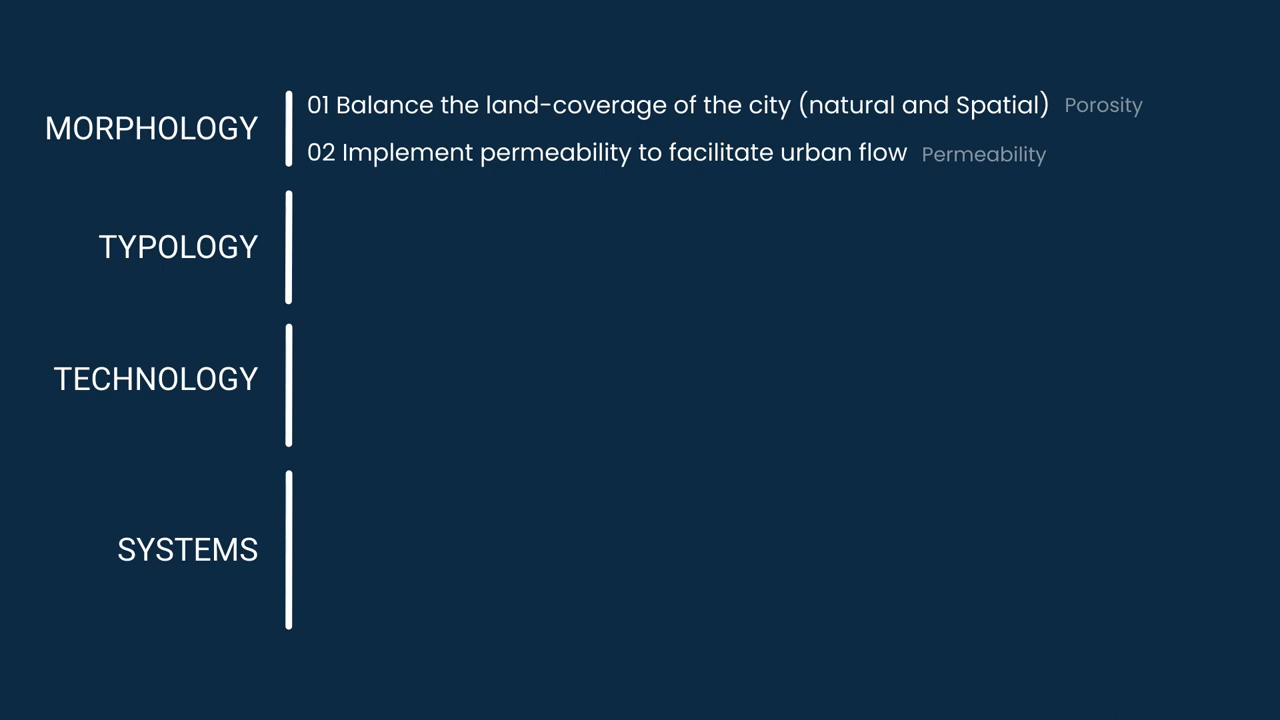 MORPHOLOGY
01 Balance the land-coverage of the city (natural and Spatial) Porosity
02 Implement permeability to facilitate urban flow Permeability
TYPOLOGY
TECHNOLOGY
SYSTEMS